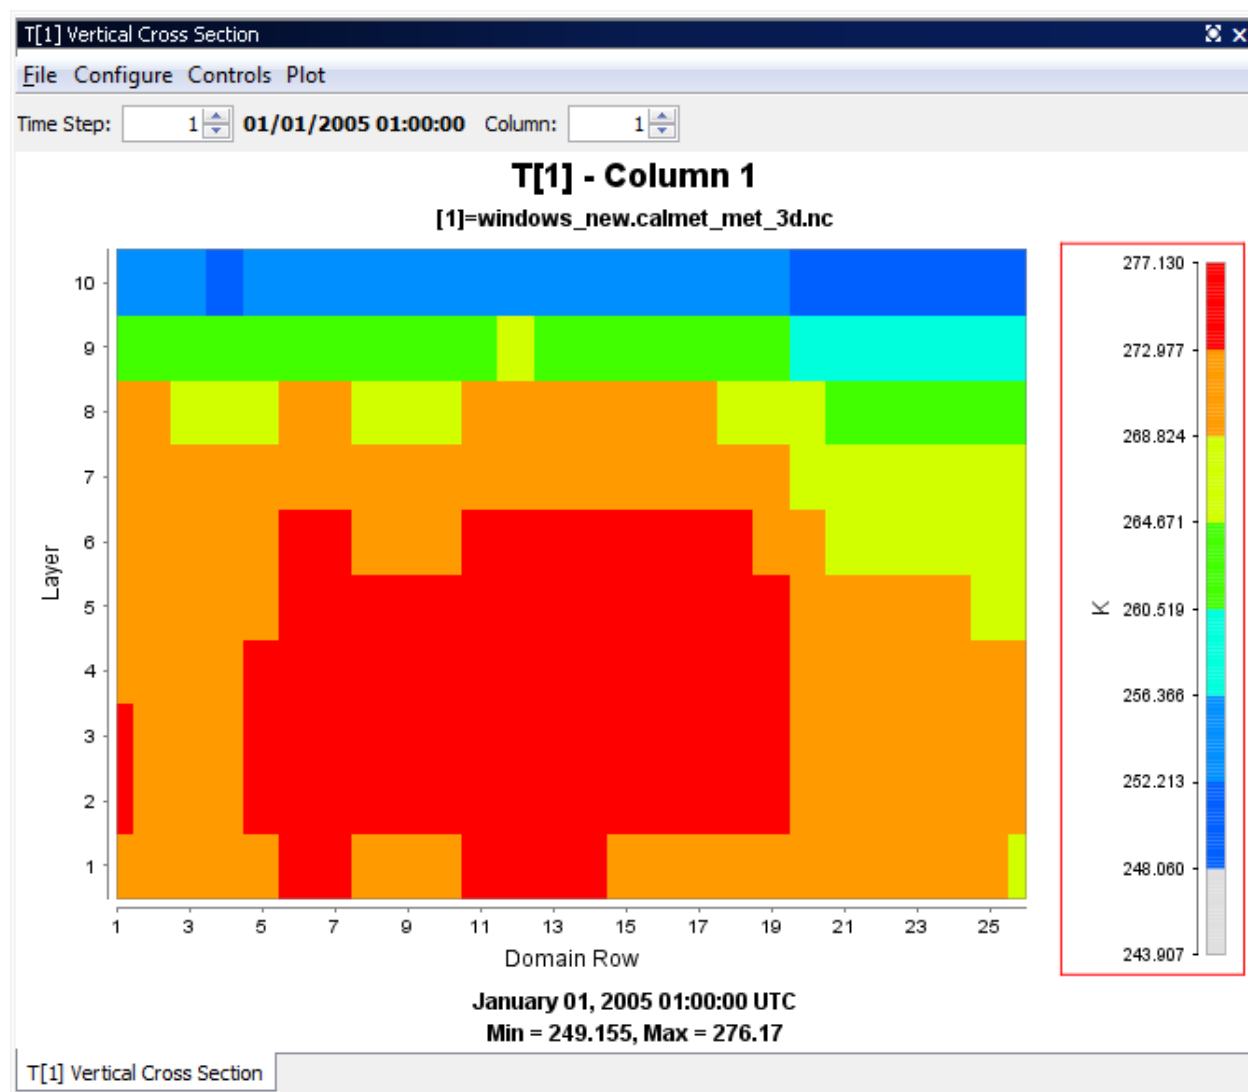 T[1] Vertical Cross Section
File Configure Controls Plot
Time Step: 1 01/01/2005 01:00:00 Column: 1
T[1] - Column 1
[1]=windows_new.calmet_met_3d.nc
10
9
8
7
6
5
4
3
2
1
Layer
1 3 5 7 9 11 13 15 17 19 21 23 25
Domain Row
277.130
272.977
268.824
264.671
260.519
256.366
252.213
248.060
243.907
K
January 01, 2005 01:00:00 UTC
Min = 249.155, Max = 276.17
T[1] Vertical Cross Section